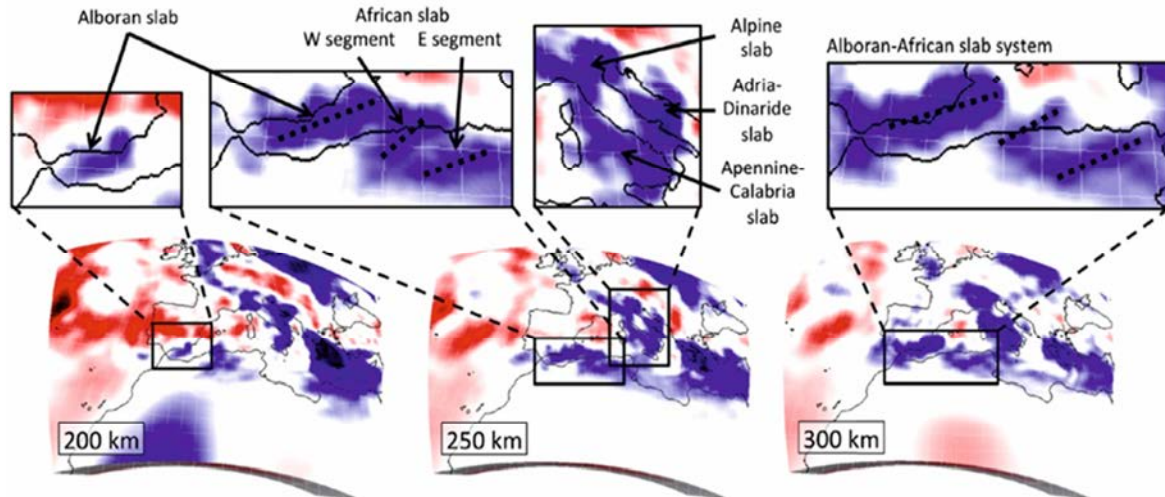 Alboran slab
African slab
W segment E segment
Alpine
slab
Adria-
Dinaride
slab
Apennine-
Calabria
slab
Alboran-African slab system
200 km
250 km
300 km